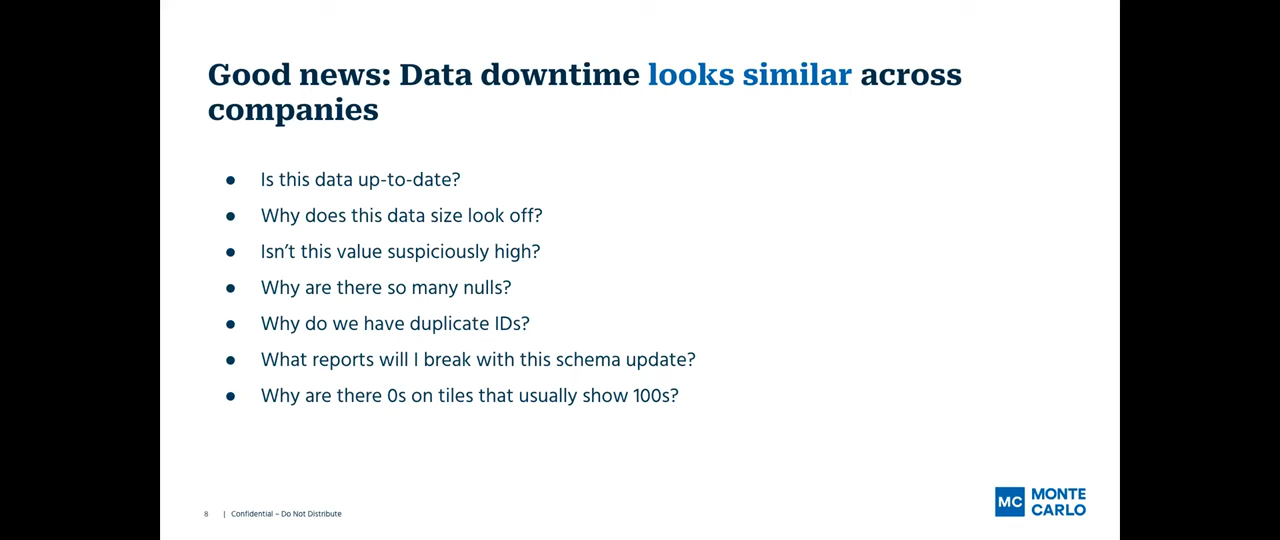 Good news: Data downtime looks similar across
companies
● Is this data up-to-date?
● Why does this data size look off?
● Isn’t this value suspiciously high?
● Why are there so many nulls?
● Why do we have duplicate IDs?
● What reports will I break with this schema update?
● Why are there 0s on tiles that usually show 100s?
8 | Confidential – Do Not Distribute
MC MONTE
CARLO